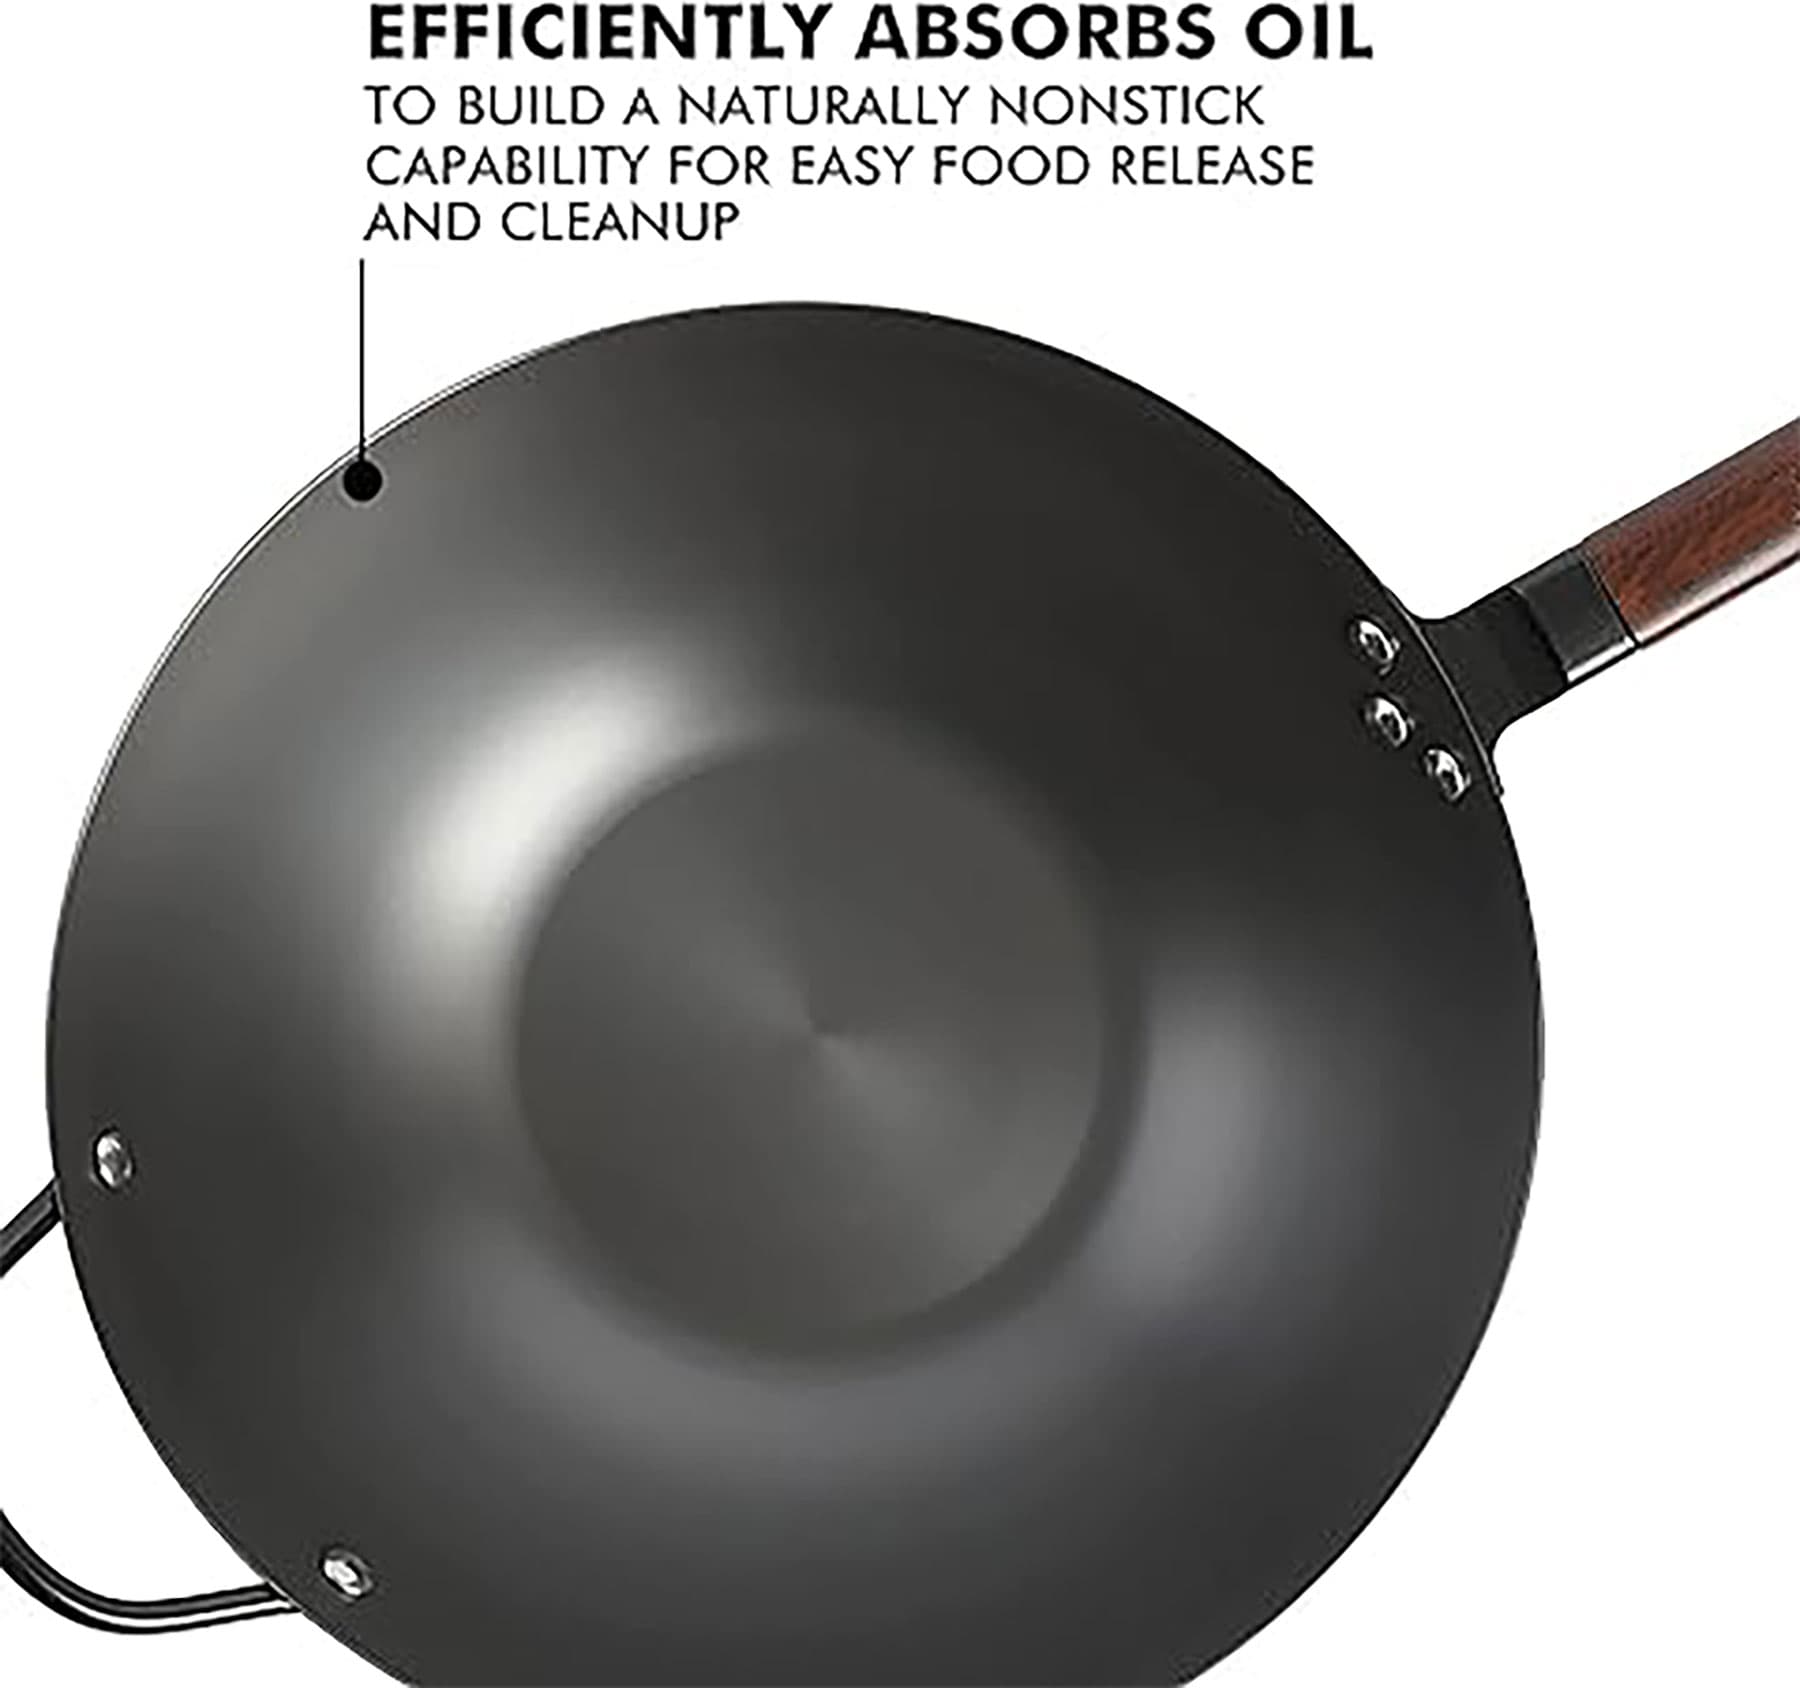 EFFICIENTLY ABSORBS OIL
TO BUILD A NATURALLY NONSTICK
CAPABILITY FOR EASY FOOD RELEASE
AND CLEANUP